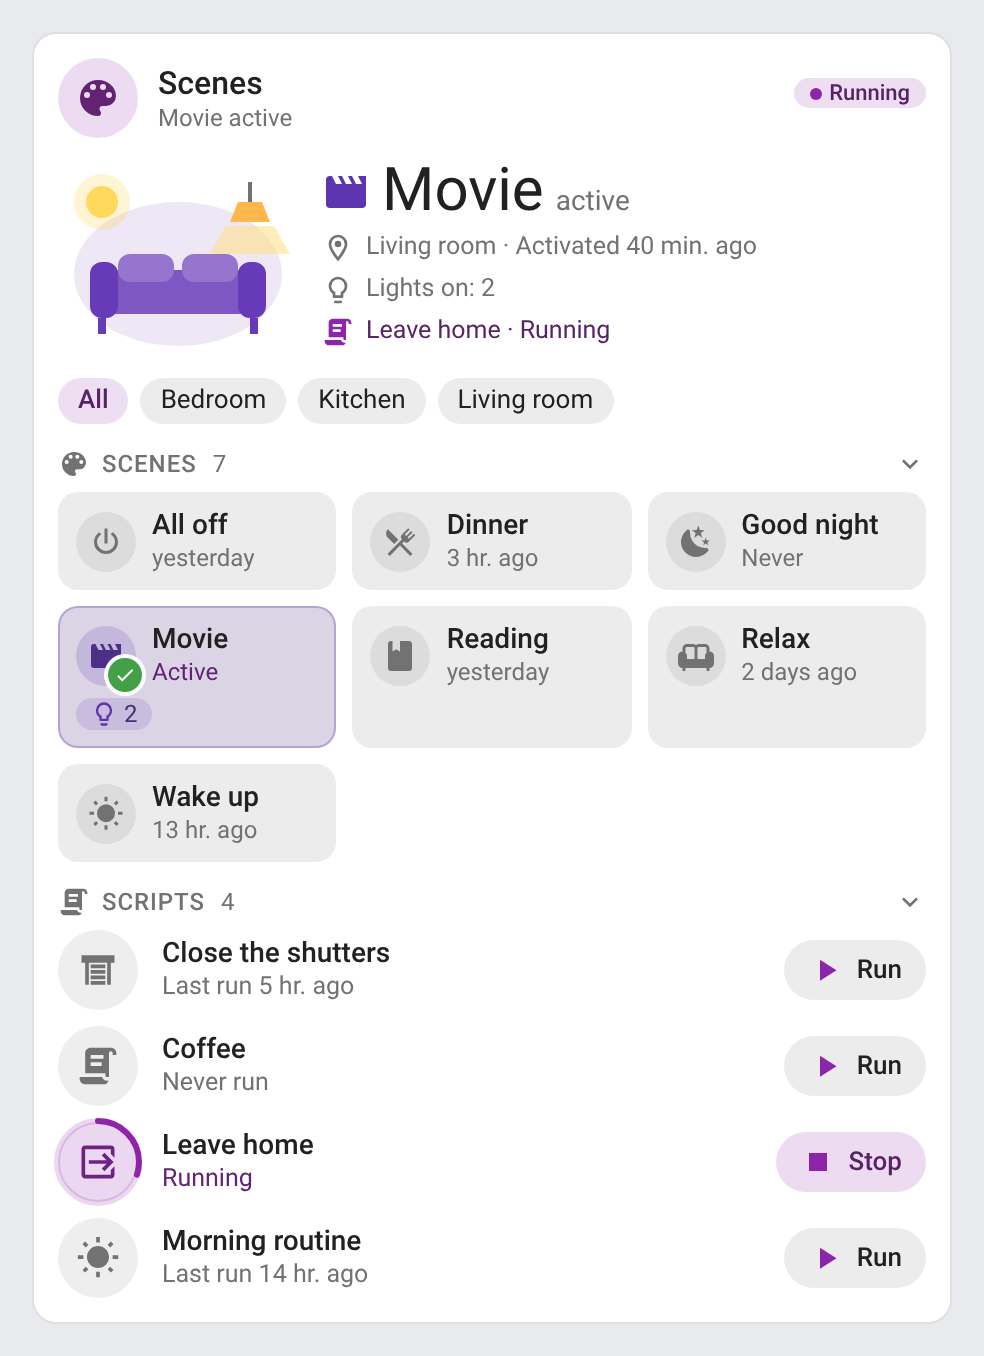 Scenes
Movie active
Running
Movie active
Living room · Activated 40 min. ago
Lights on: 2
Leave home · Running
All
Bedroom
Kitchen
Living room
SCENES 7
All off
yesterday
Dinner
3 hr. ago
Good night
Never
Movie
Active
2
Reading
yesterday
Relax
2 days ago
Wake up
13 hr. ago
SCRIPTS 4
Close the shutters
Last run 5 hr. ago
Run
Coffee
Never run
Run
Leave home
Running
Stop
Morning routine
Last run 14 hr. ago
Run